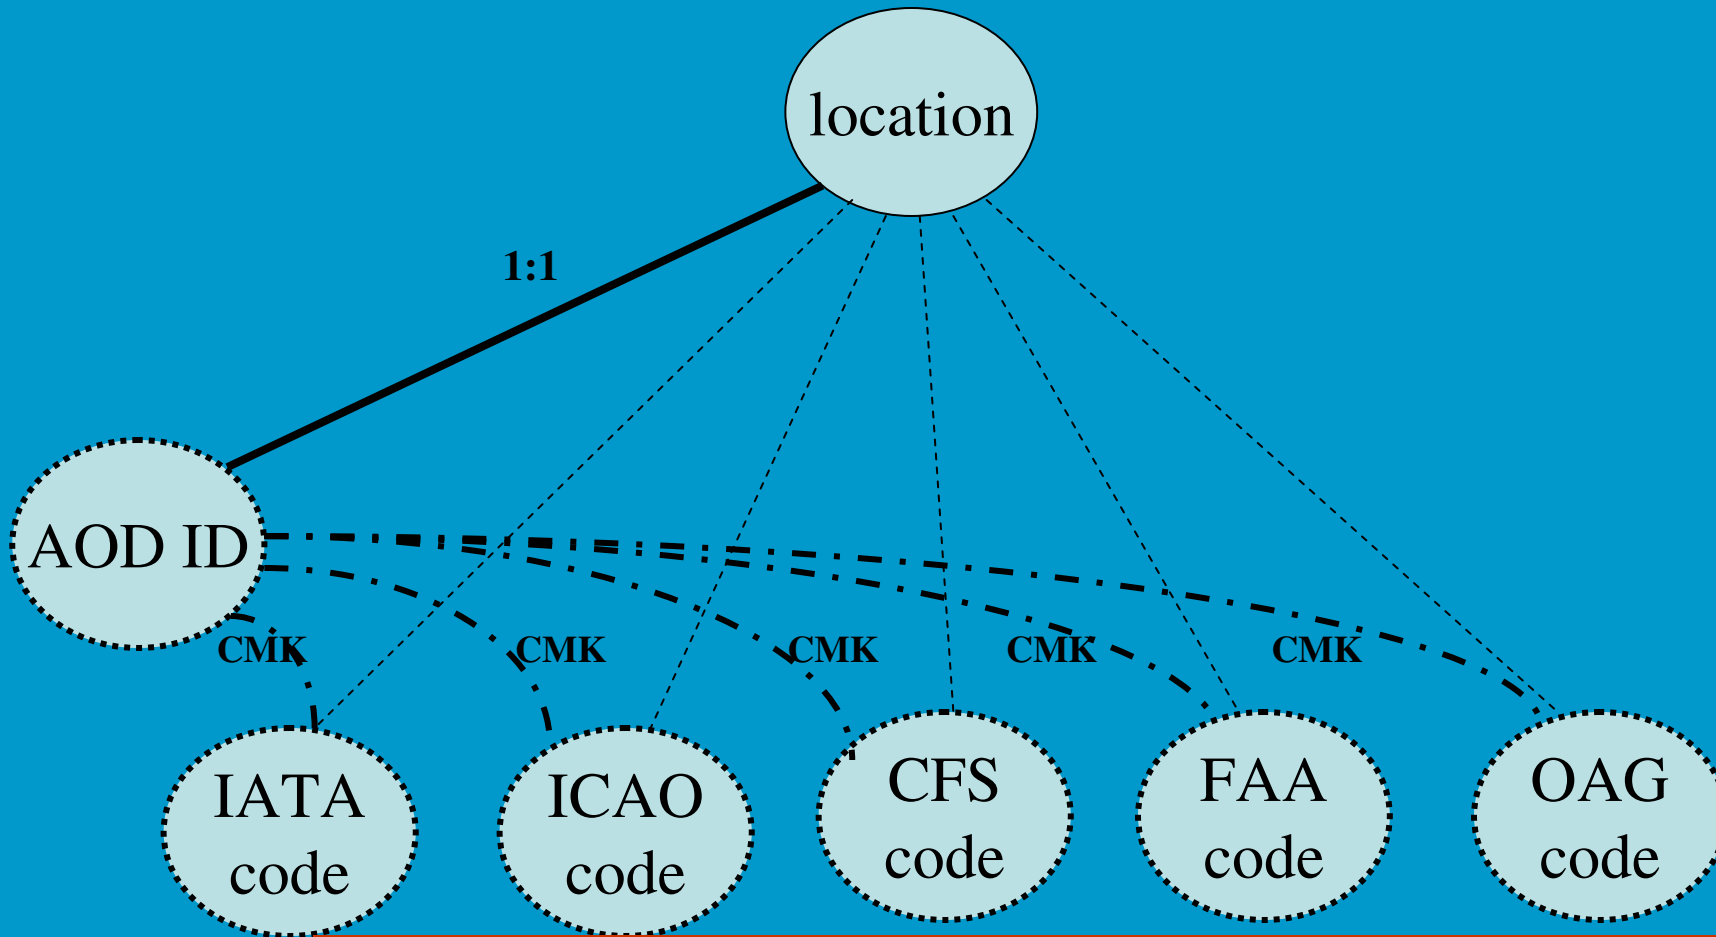 location
1:1
AOD ID
CMK CMK CMK CMK CMK
IATA
code
ICAO
code
CFS
code
FAA
code
OAG
code